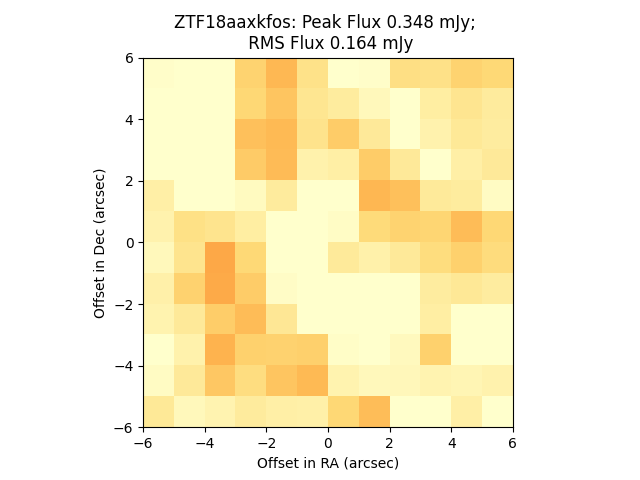 ZTF18aaxkfos: Peak Flux 0.348 mJy;
RMS Flux 0.164 mJy
6
4
2
0
−2
−4
−6
Offset in Dec (arcsec)
−6 −4 −2 0 2 4 6
Offset in RA (arcsec)